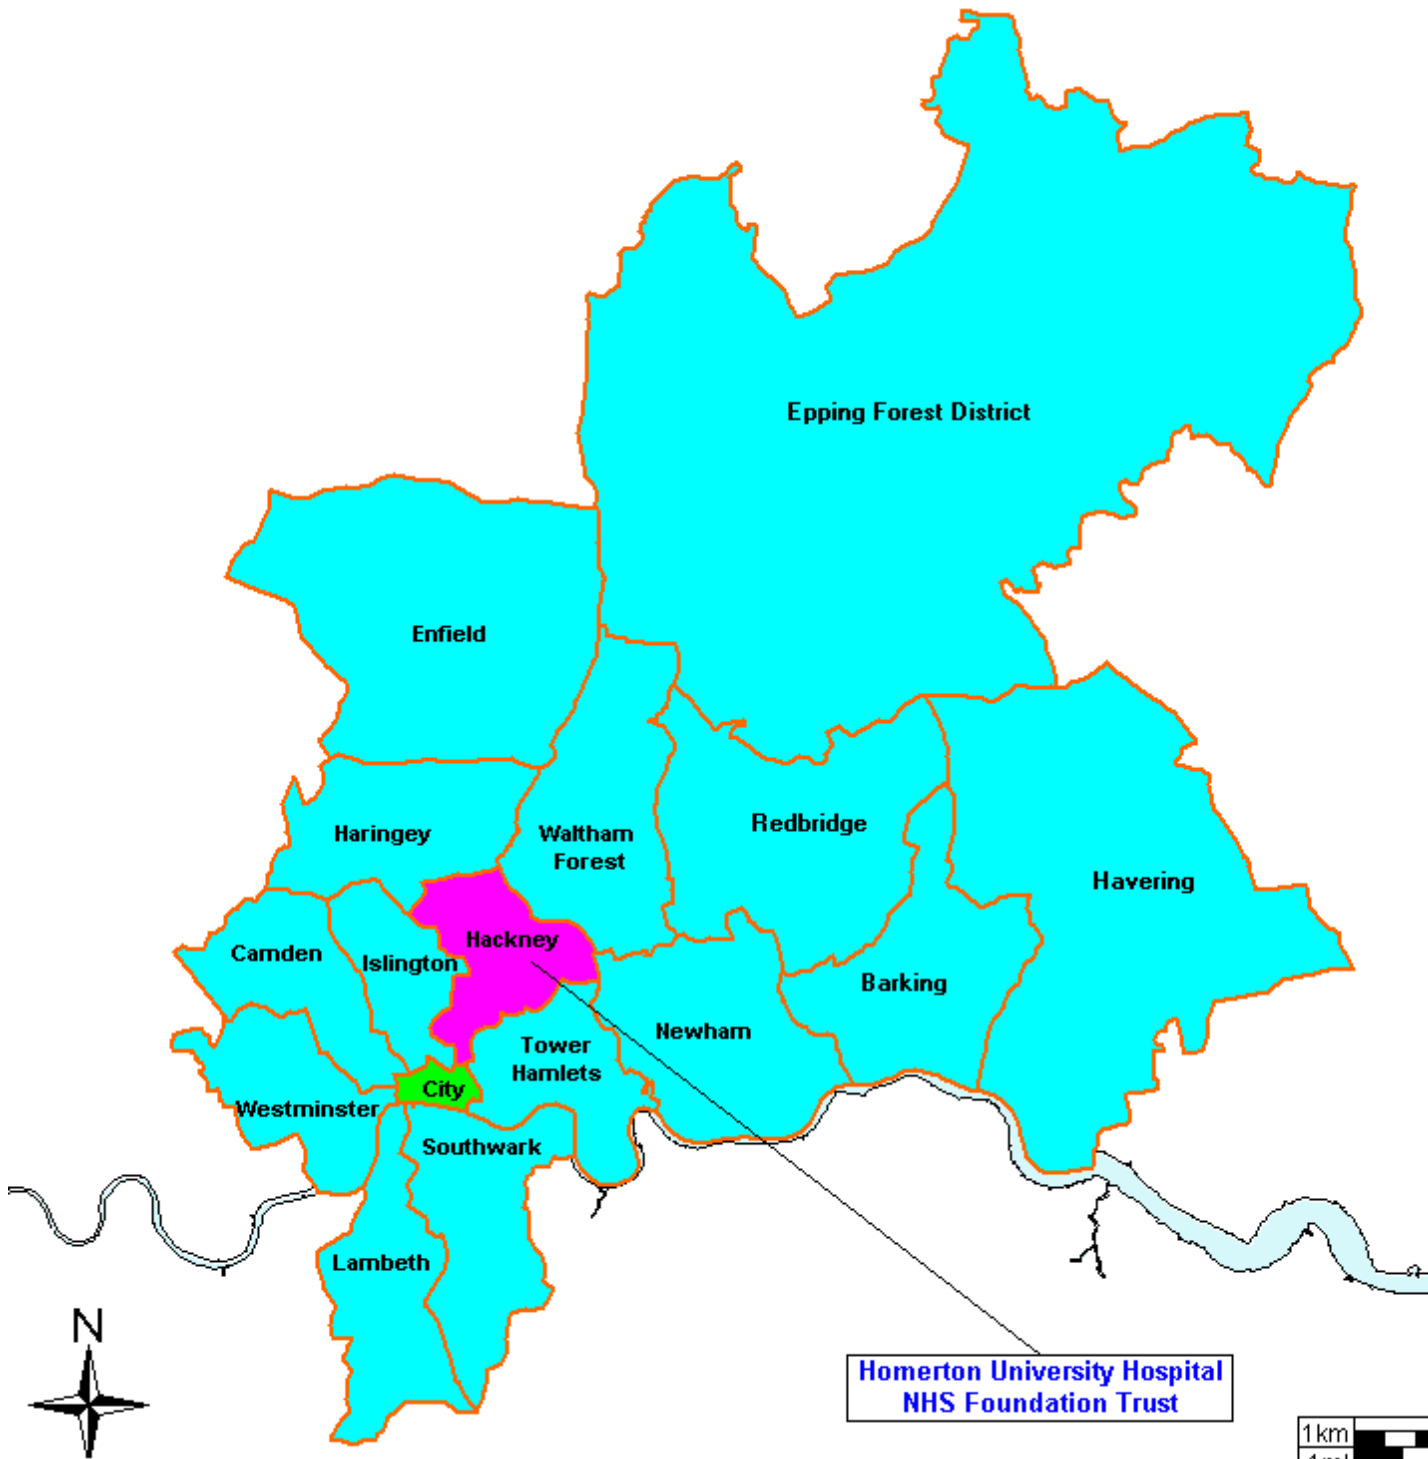 Epping Forest District
Enfield
Haringey
Waltham
Forest
Redbridge
Havering
Hackney
Camden
Islington
Barking
Newham
Tower
Hamlets
City
Westminster
Southwark
Lambeth
N
Homerton University Hospital
NHS Foundation Trust
1km